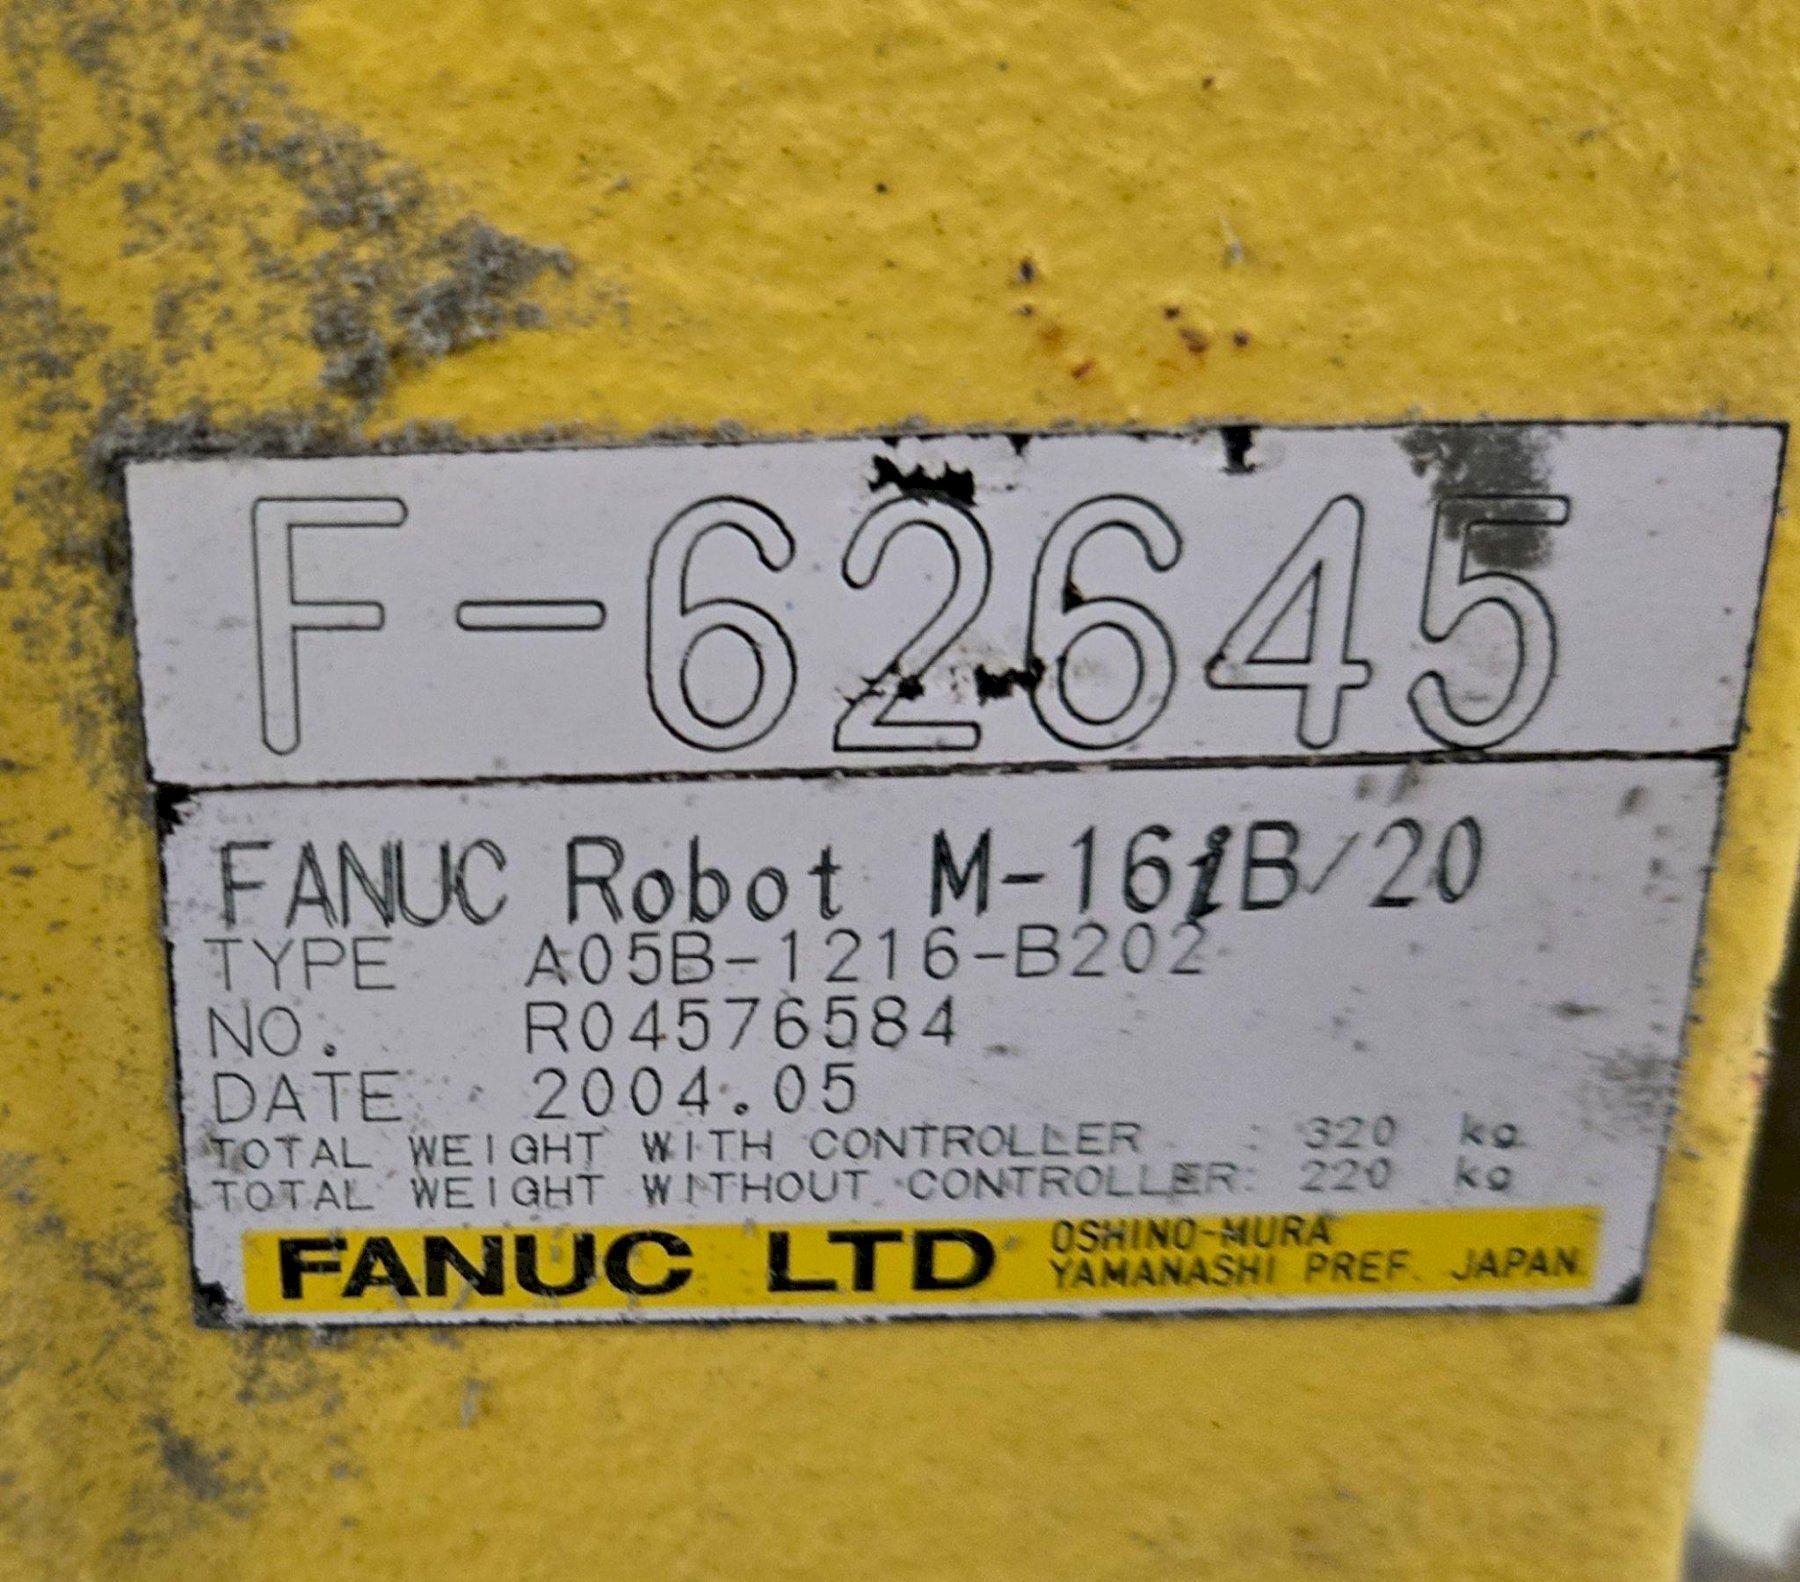 F-62645
FANUC Robot M-16iB/20
TYPE A05B-1216-B202
NO. R04576584
DATE 2004.05
TOTAL WEIGHT WITH CONTROLLER : 320 kg
TOTAL WEIGHT WITHOUT CONTROLLER: 220 kg
FANUC LTD
OSHINO-MURA
YAMANASHI PREF. JAPAN